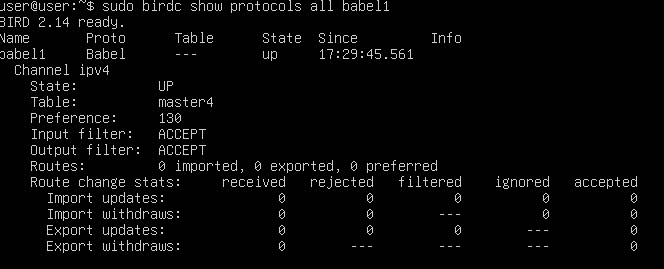 user@user:~$ sudo birdc show protocols all babel1
BIRD 2.14 ready.
Name       Proto      Table      State  Since         Info
babel1     Babel      ---        up     17:29:45.561
  Channel ipv4
    State:          UP
    Table:          master4
    Preference:     130
    Input filter:   ACCEPT
    Output filter:  ACCEPT
    Routes:         0 imported, 0 exported, 0 preferred
    Route change stats:     received   rejected   filtered    ignored   accepted
      Import updates:              0          0          0          0          0
      Import withdraws:            0          0        ---          0          0
      Export updates:              0          0          0        ---          0
      Export withdraws:            0        ---        ---        ---          0